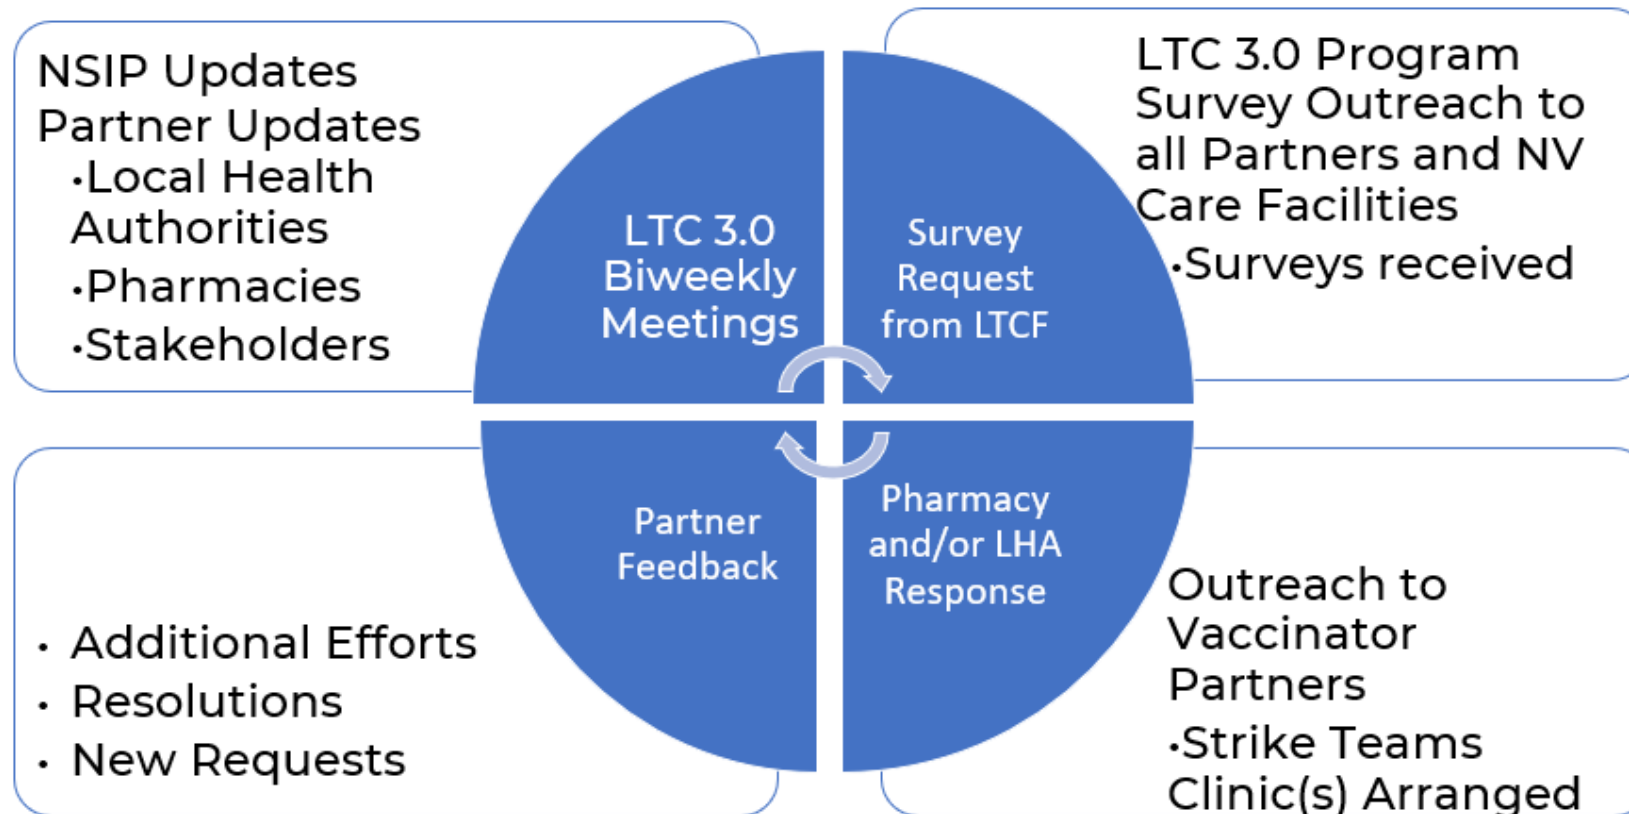 NSIP Updates
Partner Updates
•Local Health
Authorities
•Pharmacies
•Stakeholders
LTC 3.0
Biweekly
Meetings
Survey
Request
from LTCF
LTC 3.0 Program
Survey Outreach to
all Partners and NV
Care Facilities
•Surveys received
• Additional Efforts
• Resolutions
• New Requests
Partner
Feedback
Pharmacy
and/or LHA
Response
Outreach to
Vaccinator
Partners
•Strike Teams
Clinic(s) Arranged